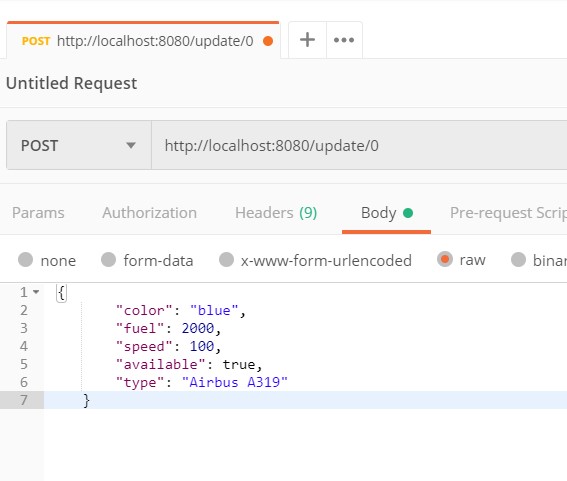 POST http://localhost:8080/update/0
Untitled Request
POST http://localhost:8080/update/0
Params Authorization Headers (9) Body Pre-request Scrip
none form-data x-www-form-urlencoded raw binar
1 {
2 "color": "blue",
3 "fuel": 2000,
4 "speed": 100,
5 "available": true,
6 "type": "Airbus A319"
7 }